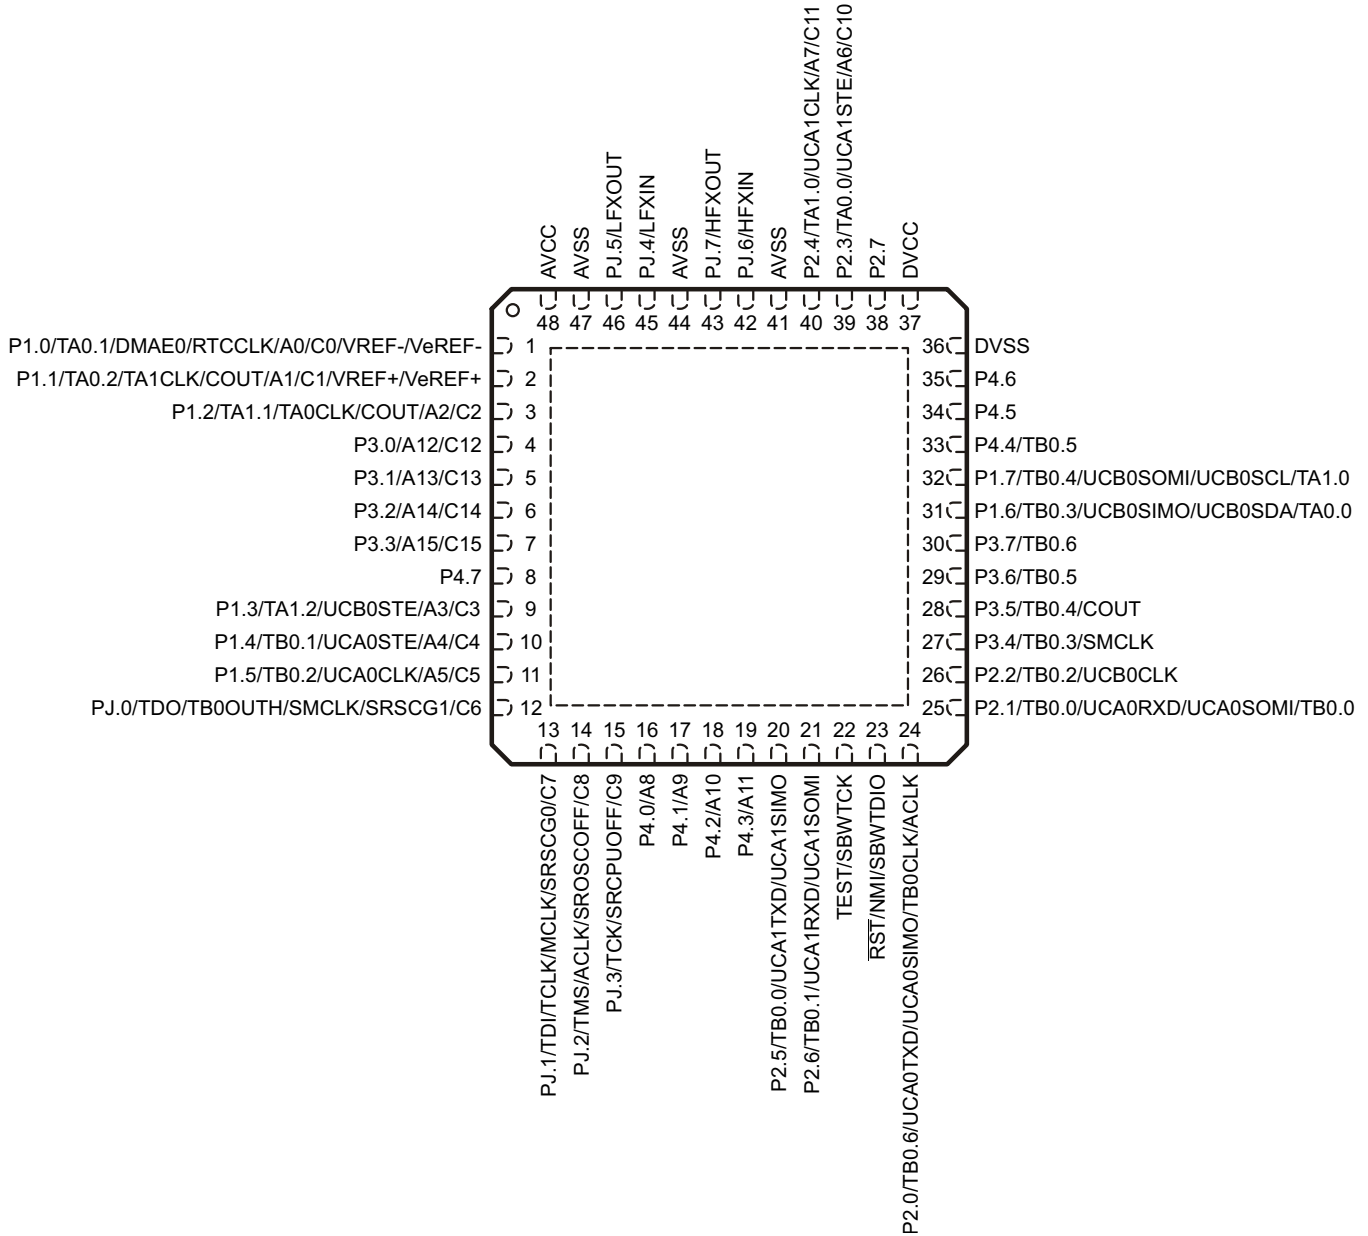 P2.4/TA1.0/UCA1CLK/A7/C11
P2.3/TA0.0/UCA1STE/A6/C10
AVCC
AVSS
PJ.5/LFXOUT
PJ.4/LFXIN
AVSS
PJ.7/HFXOUT
PJ.6/HFXIN
AVSS
P2.7
DVCC
48 47 46 45 44 43 42 41 40 39 38 37
P1.0/TA0.1/DMAE0/RTCCLK/A0/C0/VREF-/VeREF- 1
P1.1/TA0.2/TA1CLK/COUT/A1/C1/VREF+/VeREF+ 2
P1.2/TA1.1/TA0CLK/COUT/A2/C2 3
P3.0/A12/C12 4
P3.1/A13/C13 5
P3.2/A14/C14 6
P3.3/A15/C15 7
P4.7 8
P1.3/TA1.2/UCB0STE/A3/C3 9
P1.4/TB0.1/UCA0STE/A4/C4 10
P1.5/TB0.2/UCA0CLK/A5/C5 11
PJ.0/TDO/TB0OUTH/SMCLK/SRSCG1/C6 12
36 DVSS
35 P4.6
34 P4.5
33 P4.4/TB0.5
32 P1.7/TB0.4/UCB0SOMI/UCB0SCL/TA1.0
31 P1.6/TB0.3/UCB0SIMO/UCB0SDA/TA0.0
30 P3.7/TB0.6
29 P3.6/TB0.5
28 P3.5/TB0.4/COUT
27 P3.4/TB0.3/SMCLK
26 P2.2/TB0.2/UCB0CLK
25 P2.1/TB0.0/UCA0RXD/UCA0SOMI/TB0.0
13 14 15 16 17 18 19 20 21 22 23 24
PJ.1/TDI/TCLK/MCLK/SRSCG0/C7
PJ.2/TMS/ACLK/SROSCOFF/C8
PJ.3/TCK/SRCPUOFF/C9
P4.0/A8
P4.1/A9
P4.2/A10
P4.3/A11
P2.5/TB0.0/UCA1TXD/UCA1SIMO
P2.6/TB0.1/UCA1RXD/UCA1SOMI
TEST/SBWTCK
RST/NMI/SBWTDIO
P2.0/TB0.6/UCA0TXD/UCA0SIMO/TB0CLK/ACLK